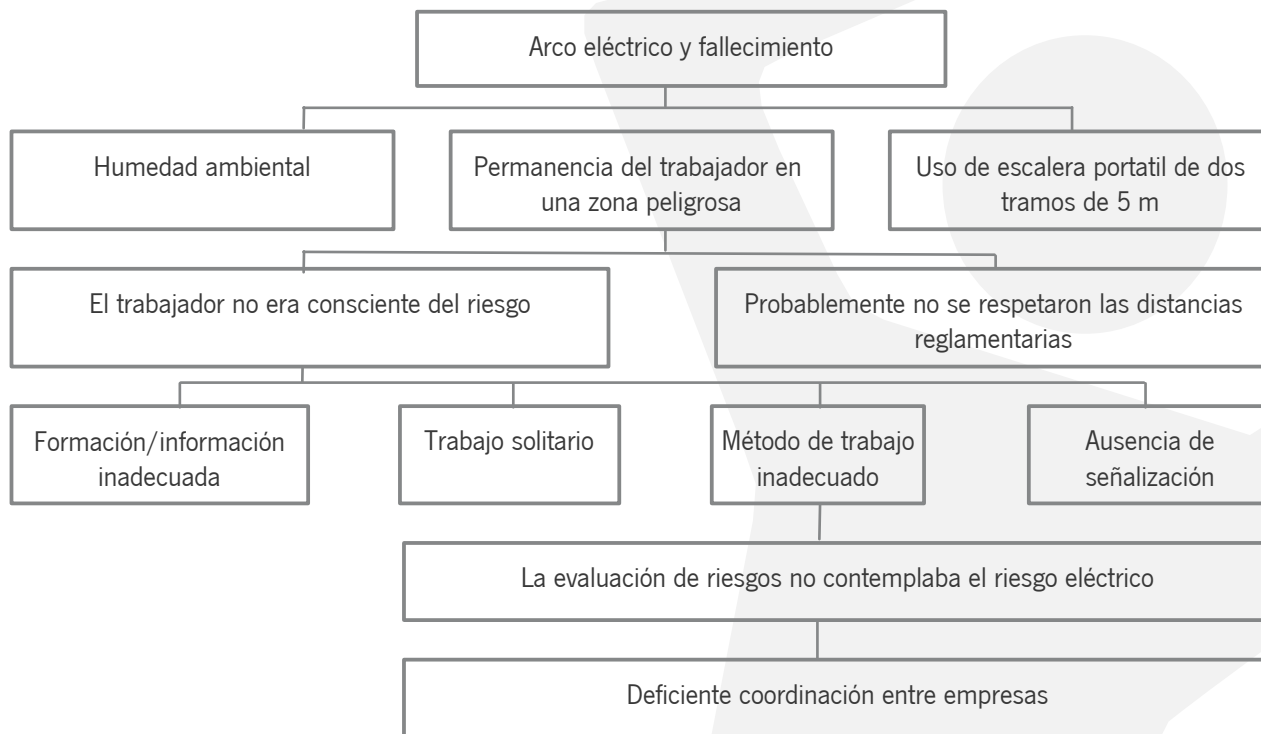 Arco eléctrico y fallecimiento
Humedad ambiental
Permanencia del trabajador en
una zona peligrosa
Uso de escalera portatil de dos
tramos de 5 m
El trabajador no era consciente del riesgo
Probablemente no se respetaron las distancias
reglamentarias
Formación/información
inadecuada
Trabajo solitario
Método de trabajo
inadecuado
Ausencia de
señalización
La evaluación de riesgos no contemplaba el riesgo eléctrico
Deficiente coordinación entre empresas